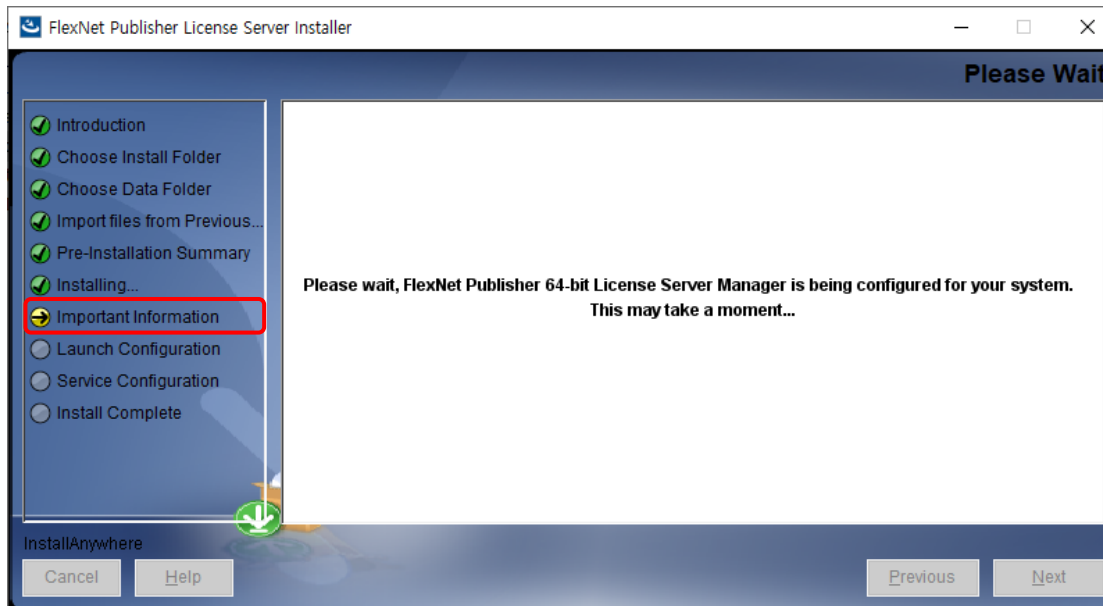 FlexNet Publisher License Server Installer
Please Wait
Introduction
Choose Install Folder
Choose Data Folder
Import files from Previous...
Pre-Installation Summary
Installing...
Important Information
Launch Configuration
Service Configuration
Install Complete
Please wait, FlexNet Publisher 64-bit License Server Manager is being configured for your system.
This may take a moment...
InstallAnywhere
Cancel Help Previous Next